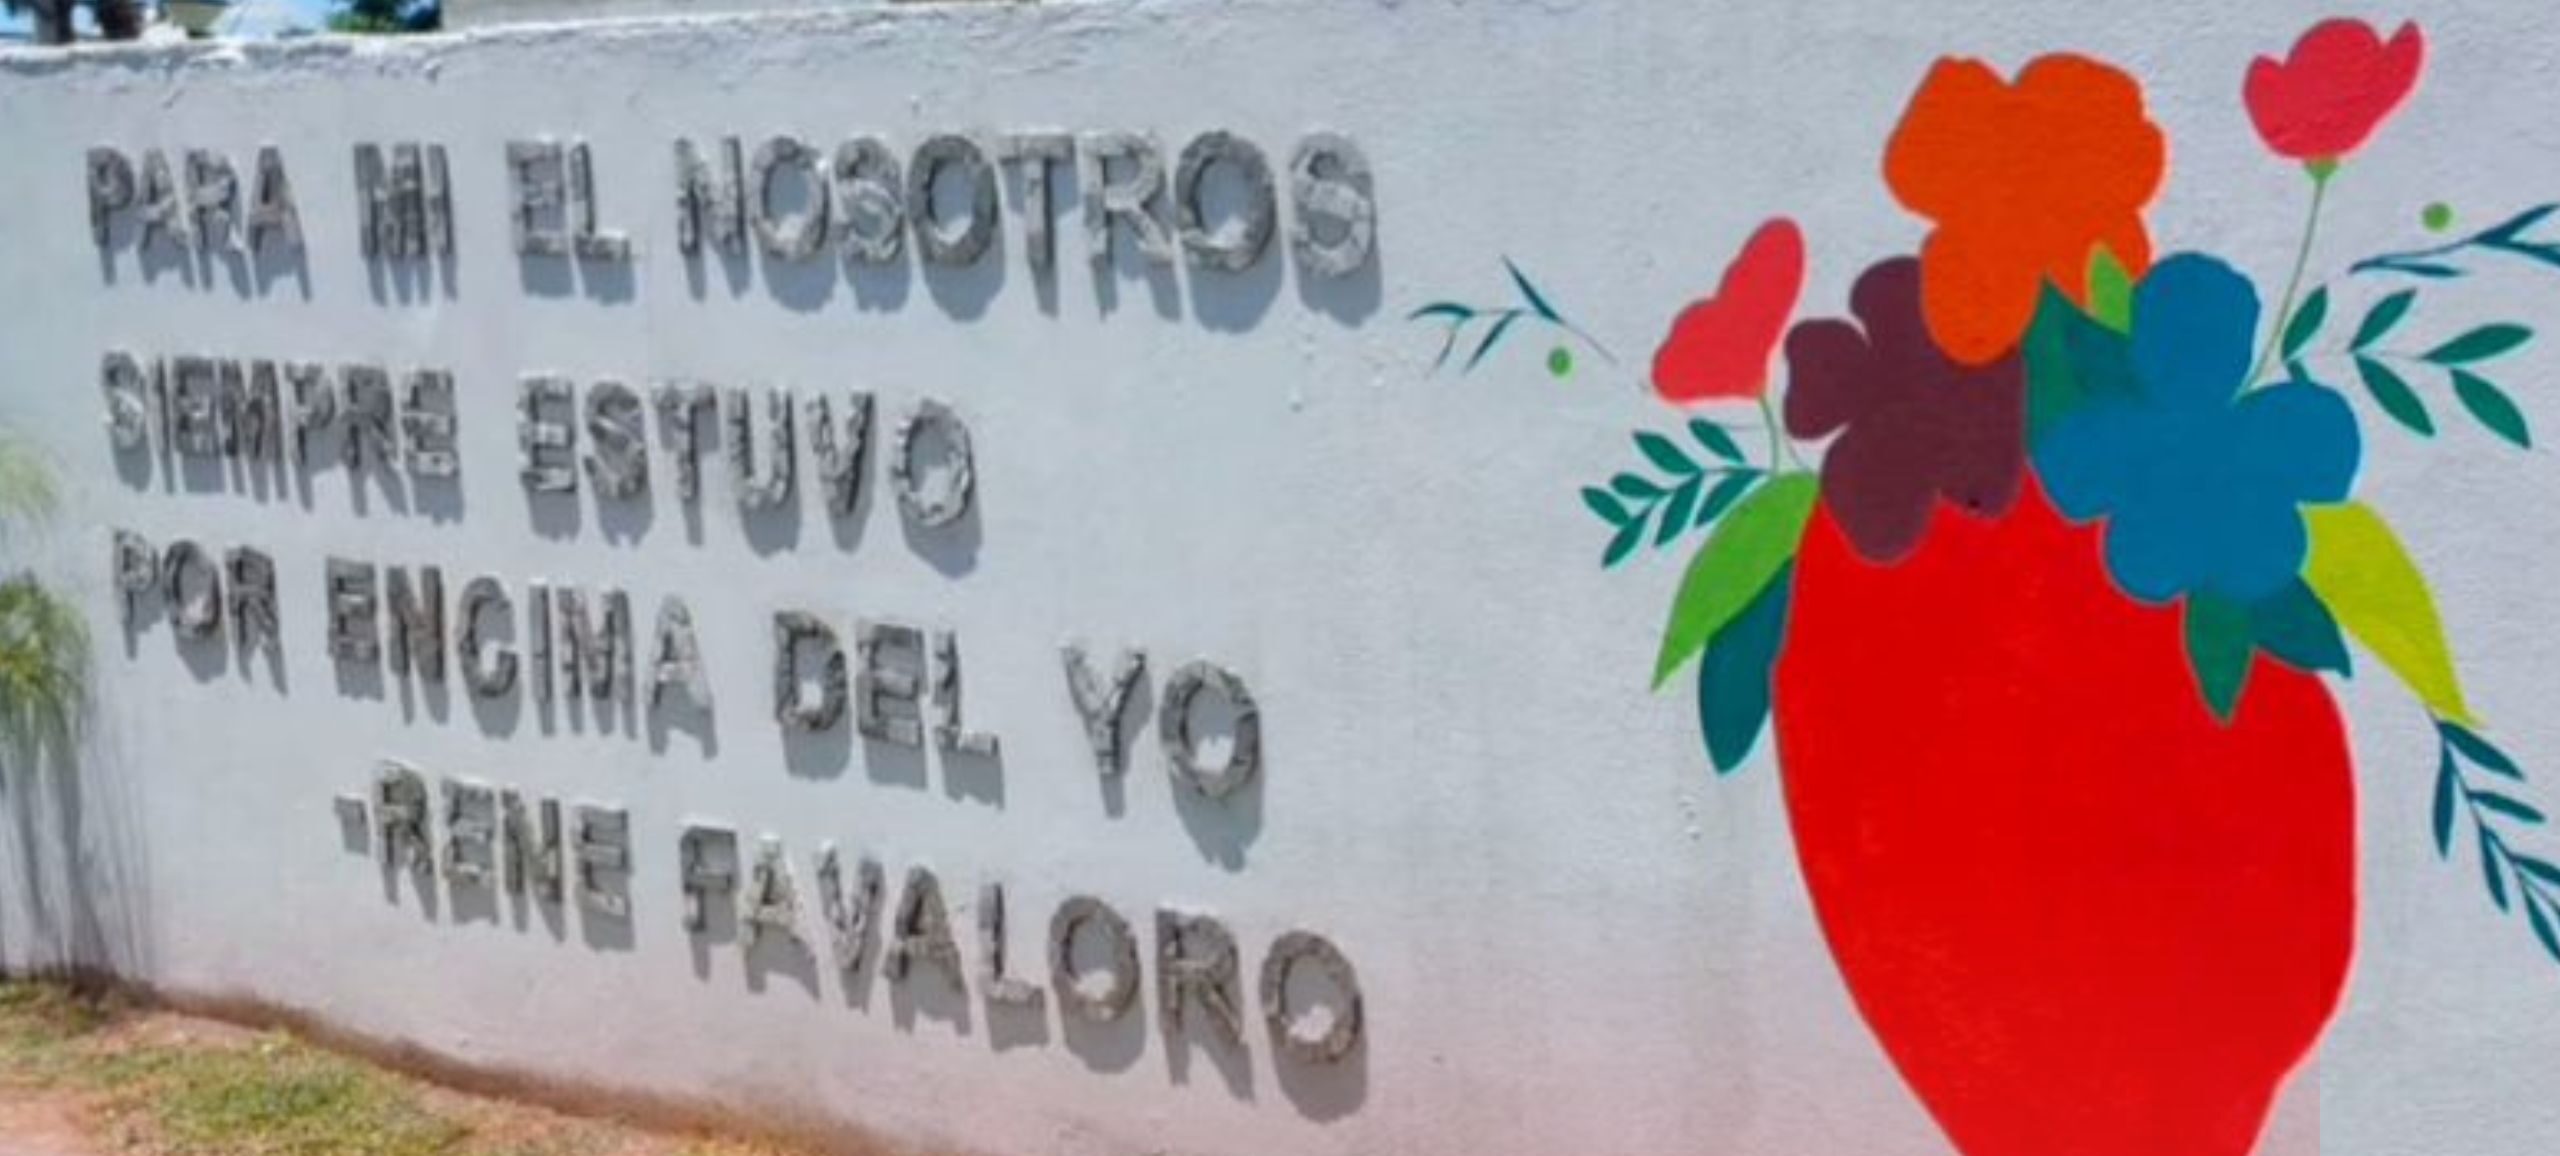 PARA MI EL NOSOTROS
SIEMPRE ESTUVO
POR ENCIMA DEL YO
-RENE FAVALORO